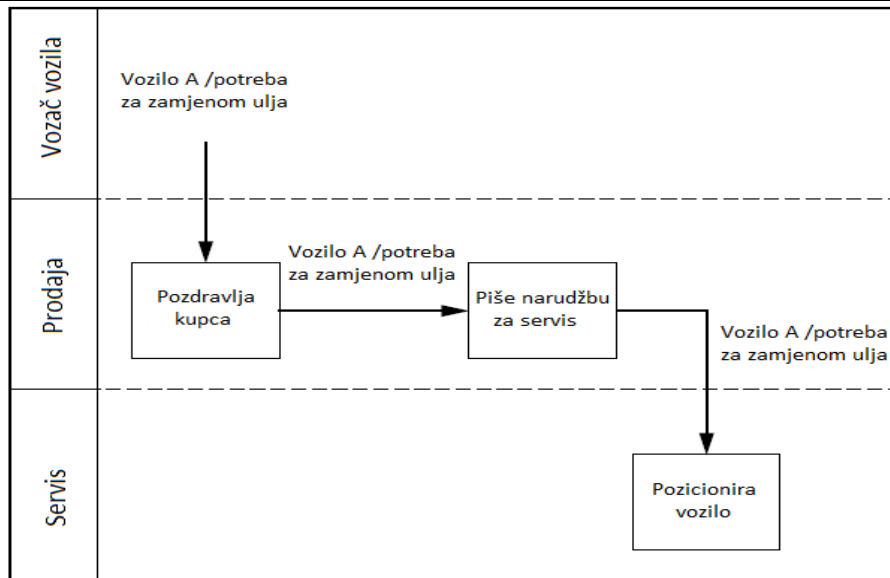 Vozač vozila
Vozilo A /potreba
za zamjenom ulja
Prodaja
Pozdravlja
kupca
Vozilo A /potreba
za zamjenom ulja
Piše narudžbu
za servis
Vozilo A /potreba
za zamjenom ulja
Servis
Pozicionira
vozilo